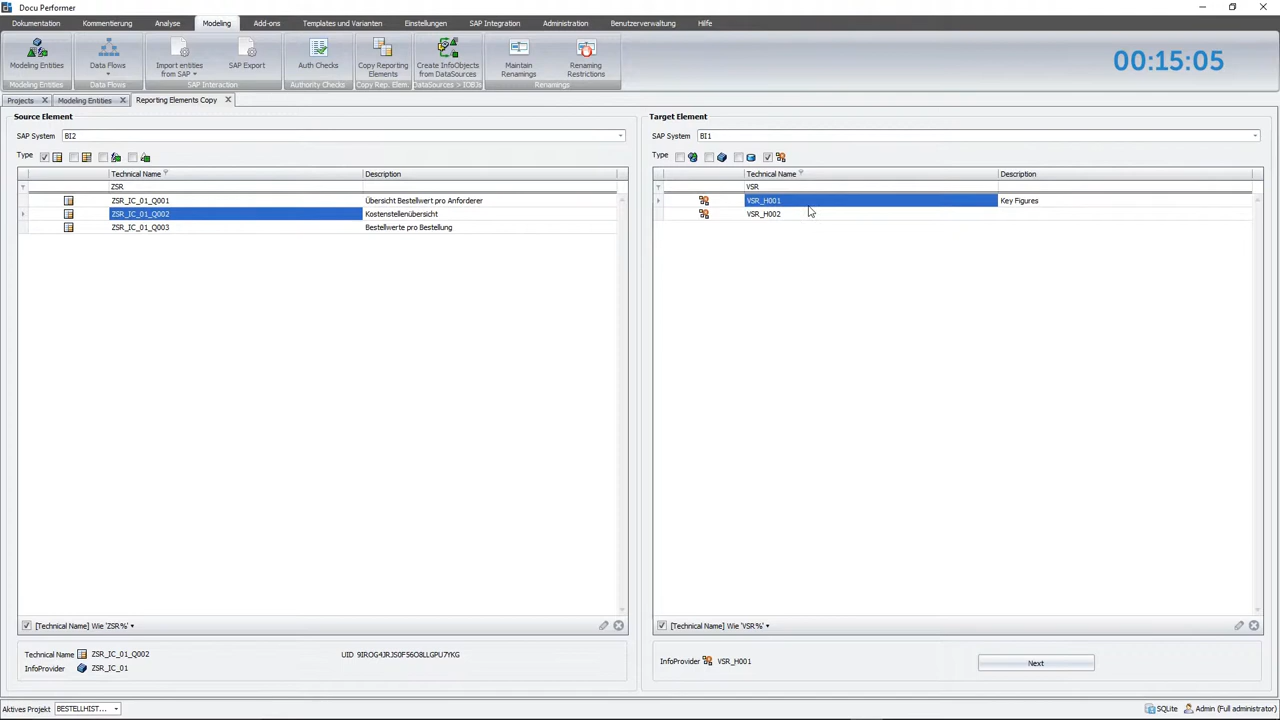 Docu Performer
Dokumentation Kommentierung Analyse Modeling Add-ons Templates und Varianten Einstellungen SAP Integration Administration Benutzerverwaltung Hilfe
Modeling Entities
Data Flows
Import entities from SAP
SAP Export
Auth Checks
Copy Reporting Elements
Create InfoObjects from DataSources
Maintain Renamings
Renaming Restrictions
00:15:05
Modeling Entities Data Flows SAP Interaction Authority Checks Copy Rep. Elem. DataSources > IOBJs Renamings
Projects Modeling Entities Reporting Elements Copy
Source Element
SAP System BI2
Type
Technical Name Description
ZSR
ZSR_IC_01_Q001 Übersicht Bestellwert pro Anforderer
ZSR_IC_01_Q002 Kostenstellenübersicht
ZSR_IC_01_Q003 Bestellwerte pro Bestellung
[Technical Name] Wie 'ZSR%'
Technical Name ZSR_IC_01_Q002 UID 9IROG4JRJS0F56O8LLGPU7YKG
InfoProvider ZSR_IC_01
Target Element
SAP System BI1
Type
Technical Name Description
VSR
VSR_H001 Key Figures
VSR_H002
[Technical Name] Wie 'VSR%'
InfoProvider VSR_H001
Next
Aktives Projekt BESTELLHIST... SQLite Admin (Full administrator)